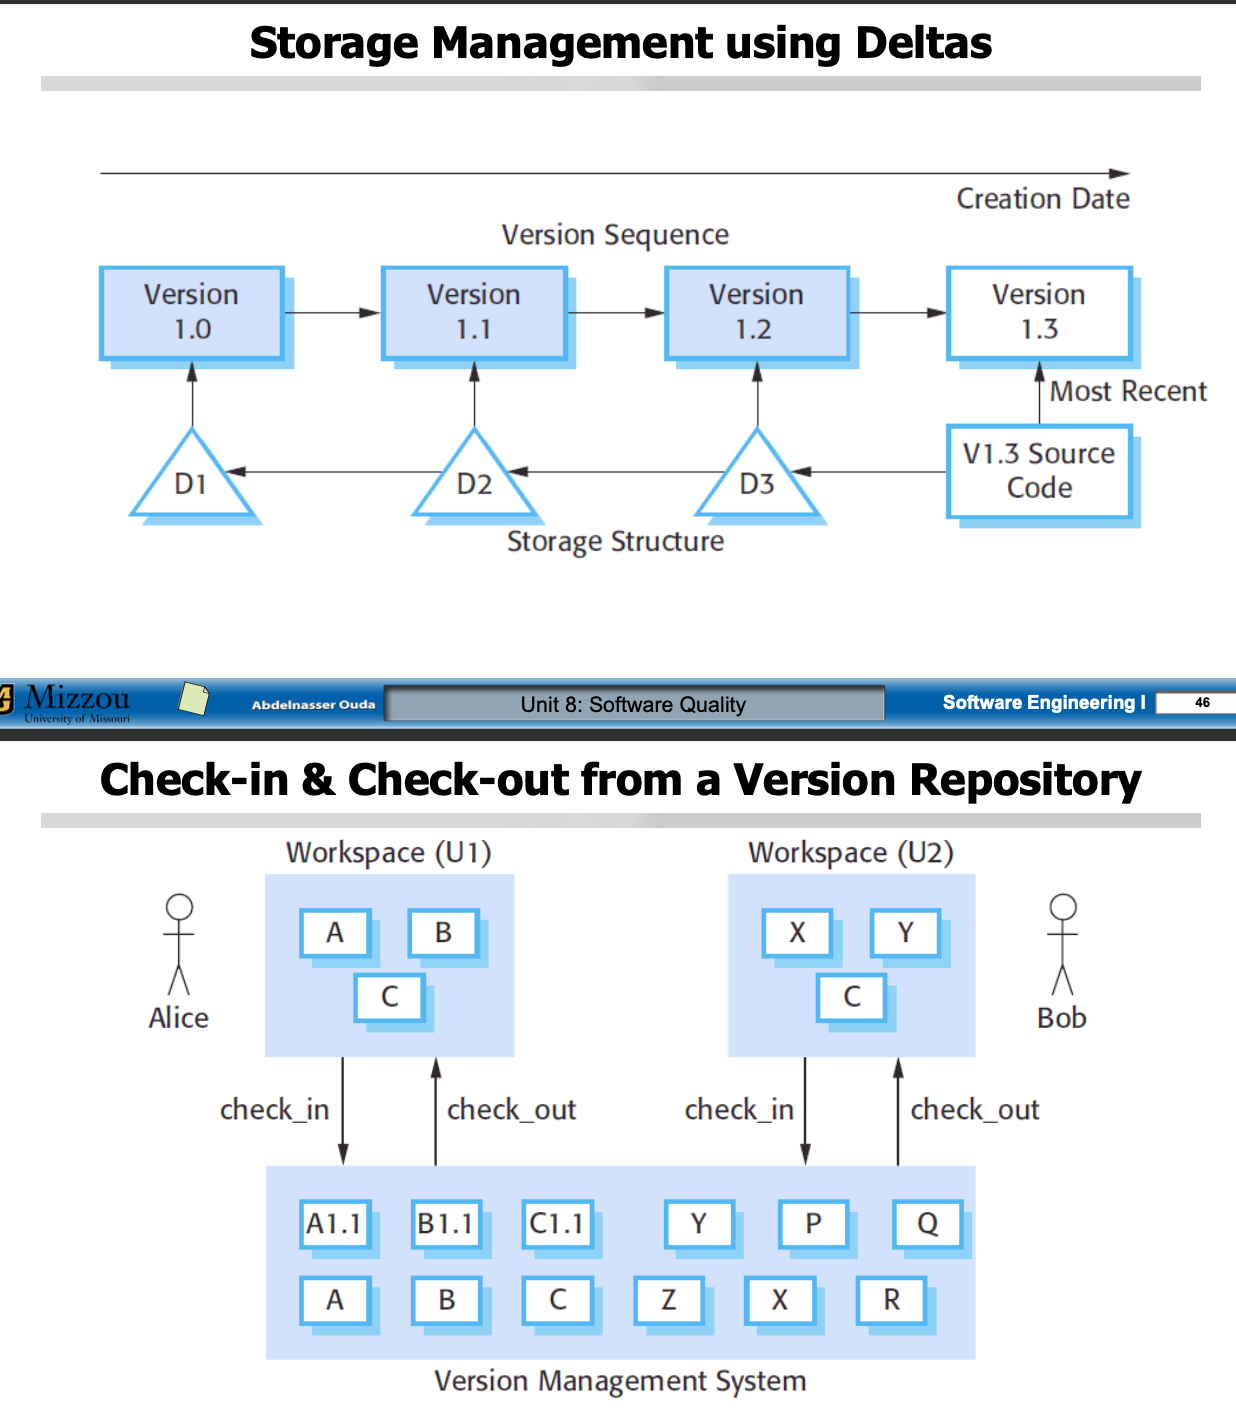 Storage Management using Deltas
Creation Date
Version Sequence
Version
1.0
Version
1.1
Version
1.2
Version
1.3
Most Recent
D1
D2
D3
V1.3 Source
Code
Storage Structure
Mizzou
University of Missouri
Abdelnasser Ouda
Unit 8: Software Quality
Software Engineering I
46
Check-in & Check-out from a Version Repository
Workspace (U1)
Workspace (U2)
A
B
C
X
Y
C
Alice
Bob
check_in
check_out
check_in
check_out
A1.1
B1.1
C1.1
Y
P
Q
A
B
C
Z
X
R
Version Management System